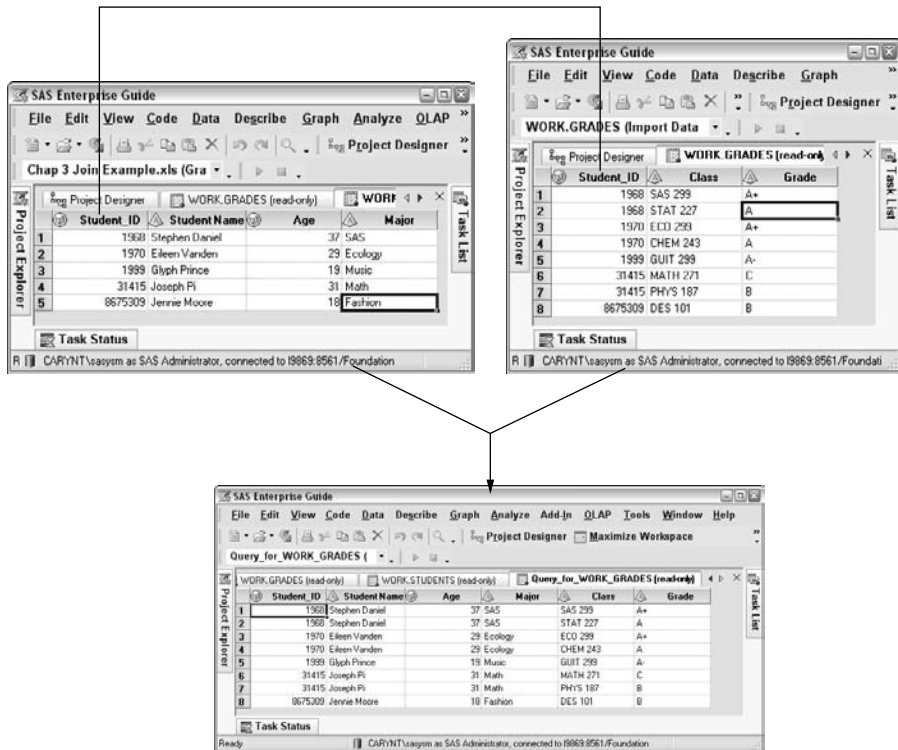 SAS Enterprise Guide
File Edit View Code Data Describe Graph Analyze OLAP »
Project Designer
Chap 3 Join Example.xls (Gra
Project Designer WORK.GRADES (read-only) WORK
Project Explorer
Task List
Student_ID Student Name Age Major
1 1968 Stephen Daniel 37 SAS
2 1970 Eileen Vanden 29 Ecology
3 1999 Glyph Prince 19 Music
4 31415 Joseph Pi 31 Math
5 8675309 Jennie Moore 18 Fashion
Task Status
R CARYNT\sasysm as SAS Administrator, connected to I9869:8561/Foundation
SAS Enterprise Guide
File Edit View Code Data Describe Graph »
Project Designer
WORK.GRADES (Import Data
Project Designer WORK.GRADES (read-only
Project Explorer
Task List
Student_ID Class Grade
1 1968 SAS 299 A+
2 1968 STAT 227 A
3 1970 ECO 299 A+
4 1970 CHEM 243 A
5 1999 GUIT 299 A-
6 31415 MATH 271 C
7 31415 PHYS 187 B
8 8675309 DES 101 B
Task Status
R CARYNT\sasysm as SAS Administrator, connected to I9869:8561/Foundati
SAS Enterprise Guide
File Edit View Code Data Describe Graph Analyze Add-In OLAP Tools Window Help
Project Designer Maximize Workspace »
Query_for_WORK_GRADES (
WORK.GRADES (read-only) WORK.STUDENTS (read-only) Query_for_WORK_GRADES (read-only)
Project Explorer
Task List
Student_ID Student Name Age Major Class Grade
1 1968 Stephen Daniel 37 SAS SAS 299 A+
2 1968 Stephen Daniel 37 SAS STAT 227 A
3 1970 Eileen Vanden 29 Ecology ECO 299 A+
4 1970 Eileen Vanden 29 Ecology CHEM 243 A
5 1999 Glyph Prince 19 Music GUIT 299 A-
6 31415 Joseph Pi 31 Math MATH 271 C
7 31415 Joseph Pi 31 Math PHYS 187 B
8 8675309 Jennie Moore 18 Fashion DES 101 B
Task Status
Ready CARYNT\sasysm as SAS Administrator, connected to I9869:8561/Foundation